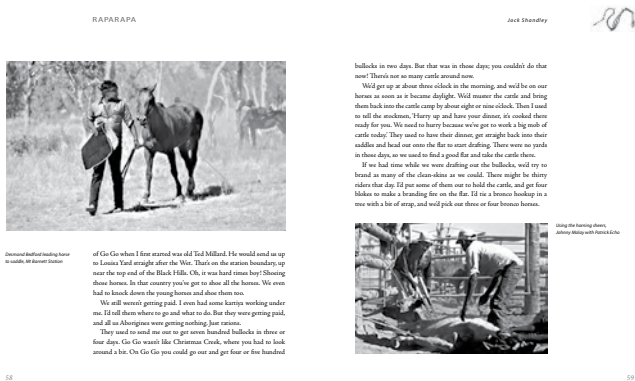 RAPARAPA
Jock Shandley
Desmond Bedford leading horse
to saddle, Mt Barnett Station
of Go Go when I first started was old Ted Millard. He would send us up
to Louisa Yard straight after the Wet. That's on the station boundary, up
near the top end of the Black Hills. Oh, it was hard times boy! Shoeing
those horses. In that country you've got to shoe all the horses. We even
had to knock down the young horses and shoe them too.
We still weren't getting paid. I even had some kartiya working under
me. I'd tell them where to go and what to do. But they were getting paid,
and all us Aborigines were getting nothing. Just rations.
They used to send me out to get seven hundred bullocks in three or
four days. Go Go wasn't like Christmas Creek, where you had to look
around a bit. On Go Go you could go out and get four or five hundred
58
bullocks in two days. But that was in those days; you couldn't do that
now! There's not so many cattle around now.
We'd get up at about three o'clock in the morning, and we'd be on our
horses as soon as it became daylight. We'd muster the cattle and bring
them back into the cattle camp by about eight or nine o'clock. Then I used
to tell the stockmen, 'Hurry up and have your dinner, it's cooked there
ready for you. We need to hurry because we've got to work a big mob of
cattle today.' They used to have their dinner, get straight back into their
saddles and head out onto the flat to start drafting. There were no yards
in those days, so we used to find a good flat and take the cattle there.
If we had time while we were drafting out the bullocks, we'd try to
brand as many of the clean-skins as we could. There might be thirty
riders that day. I'd put some of them out to hold the cattle, and get four
blokes to make a branding fire on the flat. I'd tie a bronco hookup in a
tree with a bit of strap, and we'd pick out three or four bronco horses.
Using the horning sheers,
Johnny Malay with Patrick Echo
59